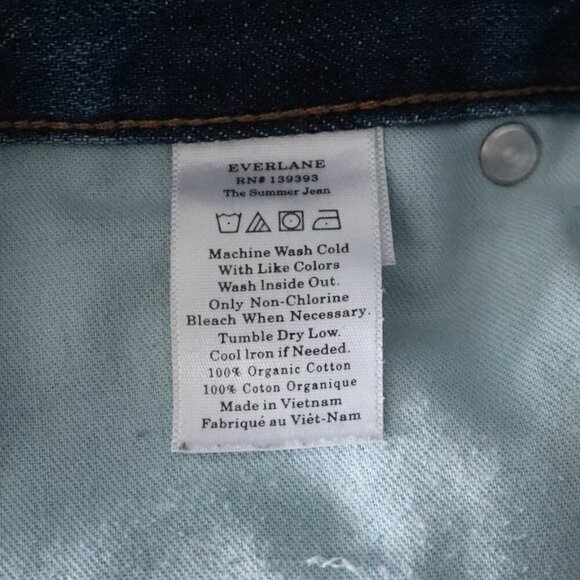 EVERLANE
RN# 139393
The Summer Jean
Machine Wash Cold
With Like Colors
Wash Inside Out.
Only Non-Chlorine
Bleach When Necessary.
Tumble Dry Low.
Cool Iron if Needed.
100% Organic Cotton
100% Coton Organique
Made in Vietnam
Fabriqué au Viêt-Nam